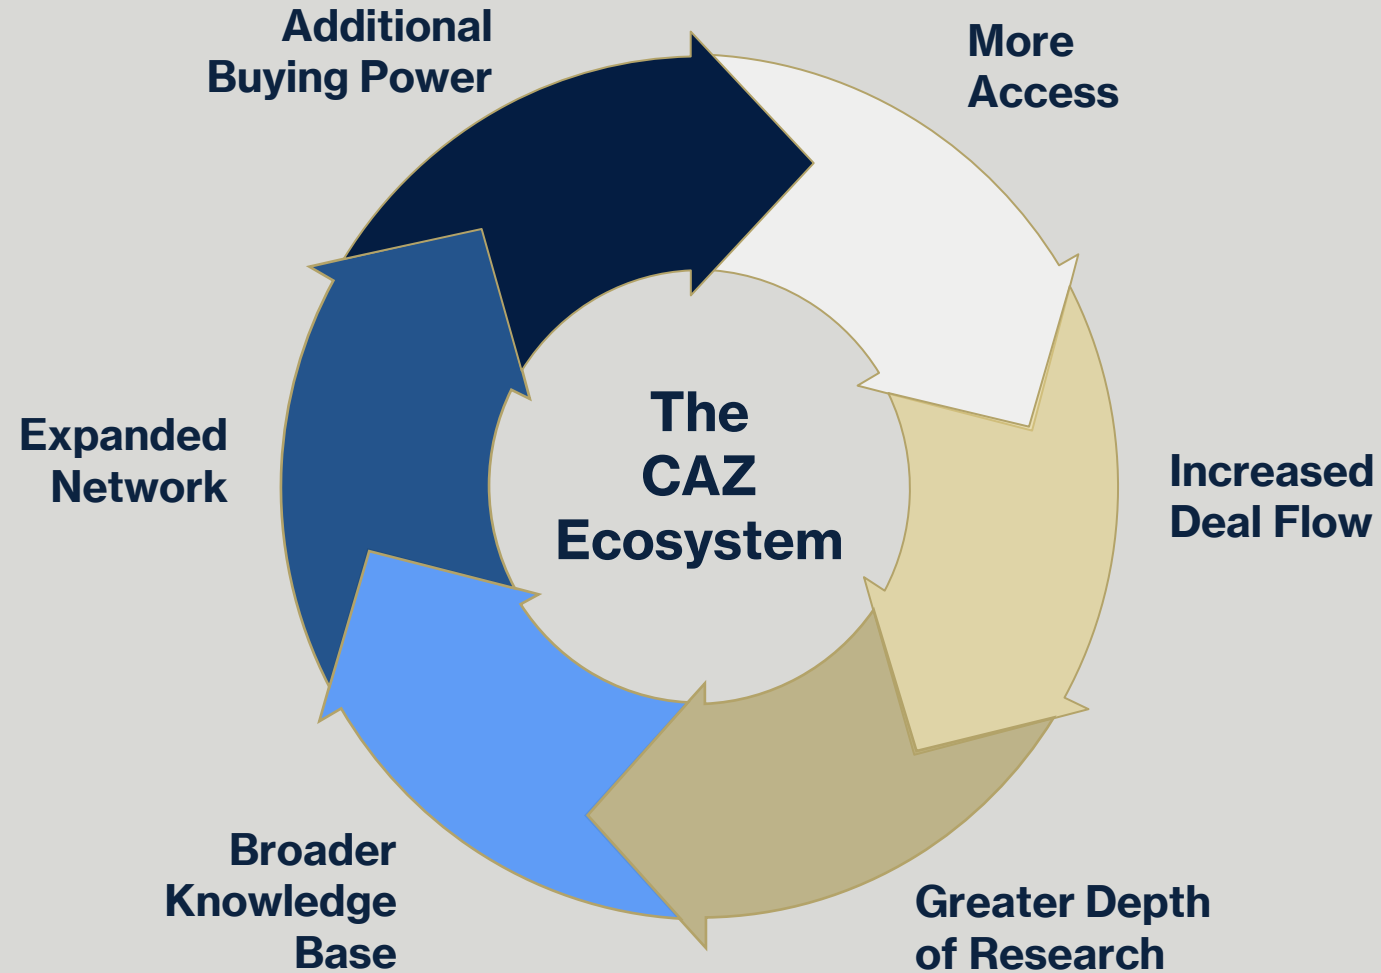 Additional
Buying Power
More
Access
Expanded
Network
The
CAZ
Ecosystem
Increased
Deal Flow
Broader
Knowledge
Base
Greater Depth
of Research